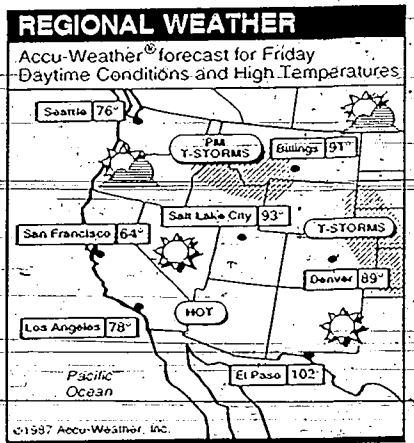 REGIONAL WEATHER
Accu-Weather® forecast for Friday
Daytime Conditions and High Temperatures
Seattle 76°
PM
T-STORMS
Billings 91°
Salt Lake City 93°
San Francisco 64°
T-STORMS
Denver 89°
HOT
Los Angeles 78°
El Paso 102°
Pacific
Ocean
©1987 Accu-Weather, Inc.